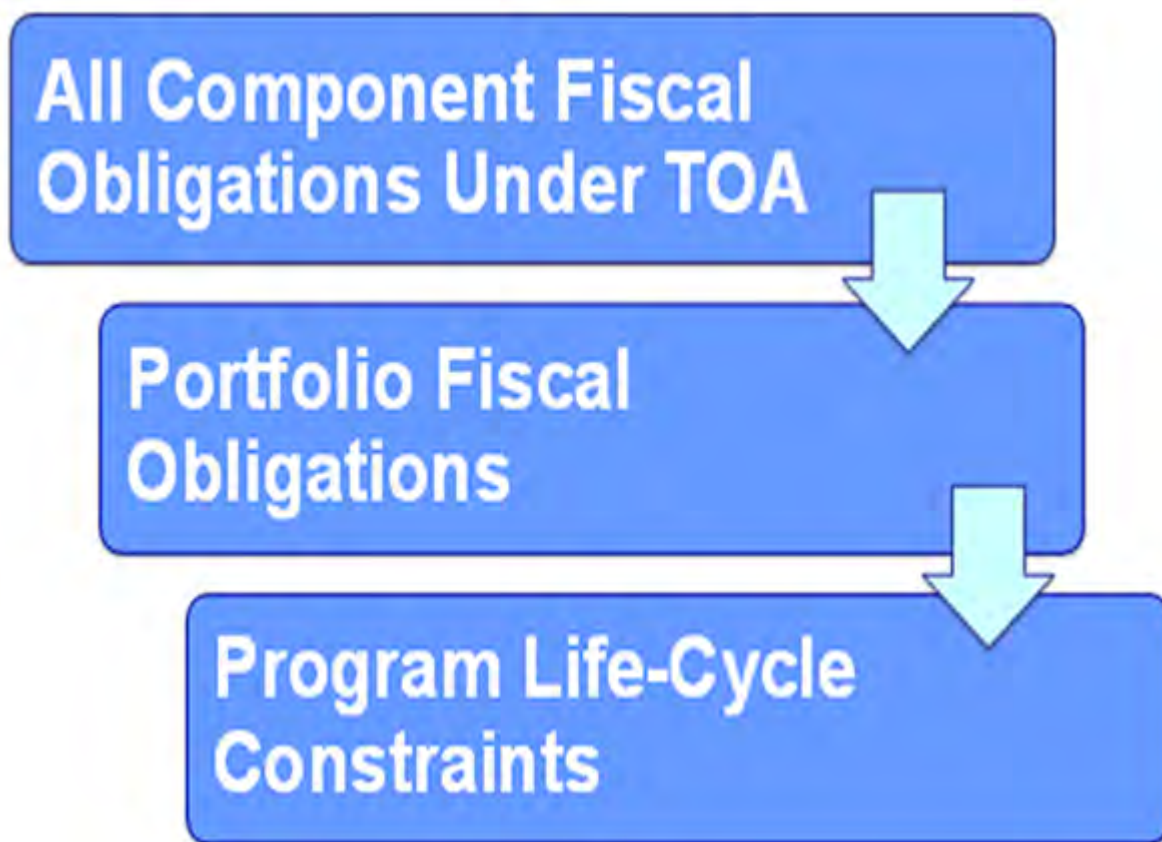 All Component Fiscal
Obligations Under TOA
Portfolio Fiscal
Obligations
Program Life-Cycle
Constraints